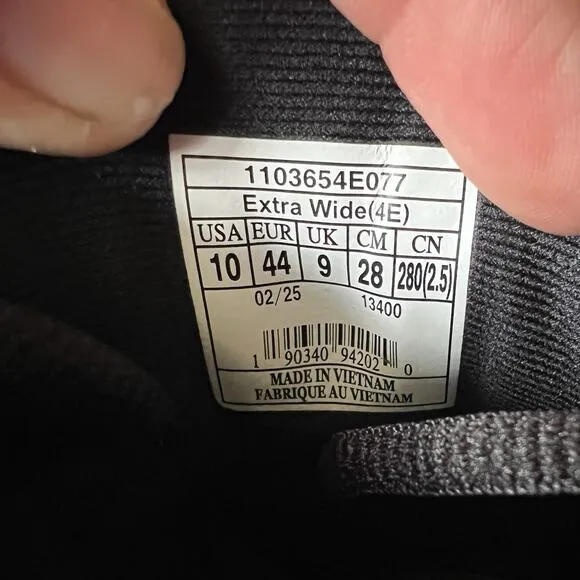 1103654E077
Extra Wide(4E)
USA EUR UK CM CN
10 44 9 28 280(2.5)
02/25 13400
1 90340 94202 0
MADE IN VIETNAM
FABRIQUE AU VIETNAM